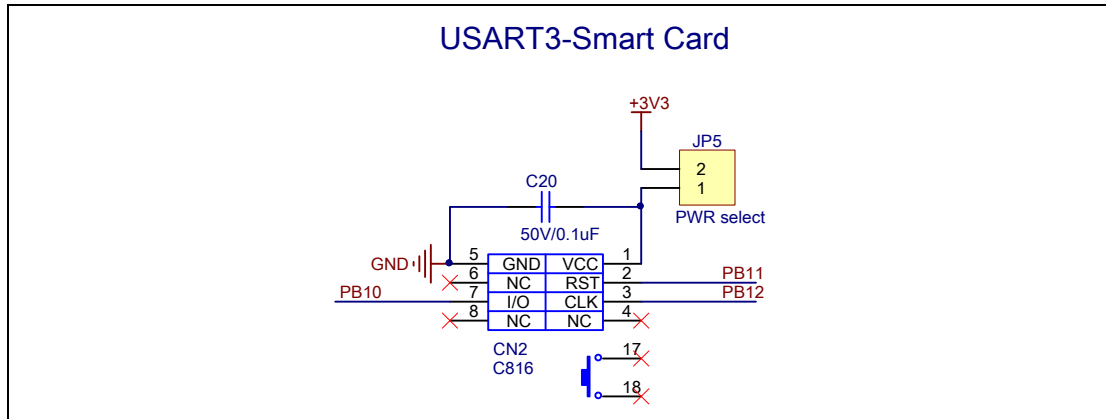 USART3-Smart Card
+3V3
JP5
2
1
PWR select
C20
50V/0.1uF
GND
5 GND VCC 1
6 NC RST 2 PB11
PB10 7 I/O CLK 3 PB12
8 NC NC 4
CN2
C816
17
18